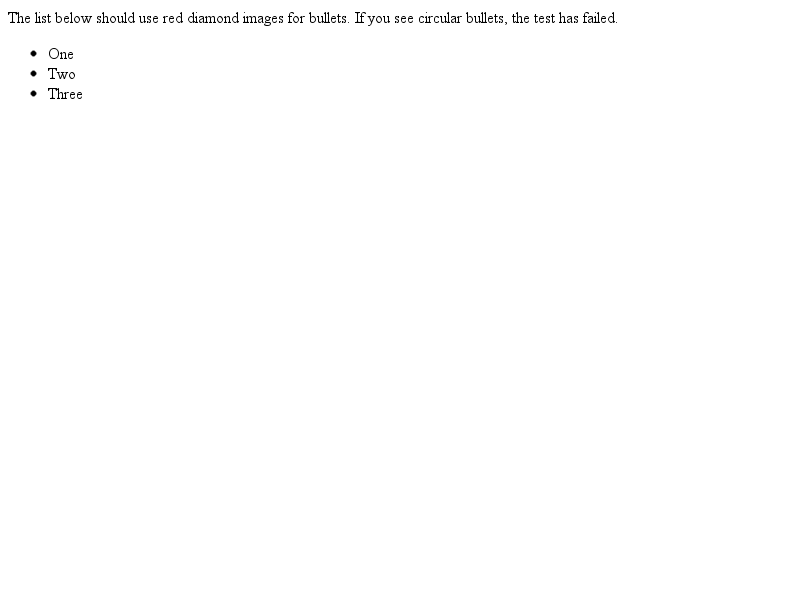 The list below should use red diamond images for bullets. If you see circular bullets, the test has failed.
• One
• Two
• Three